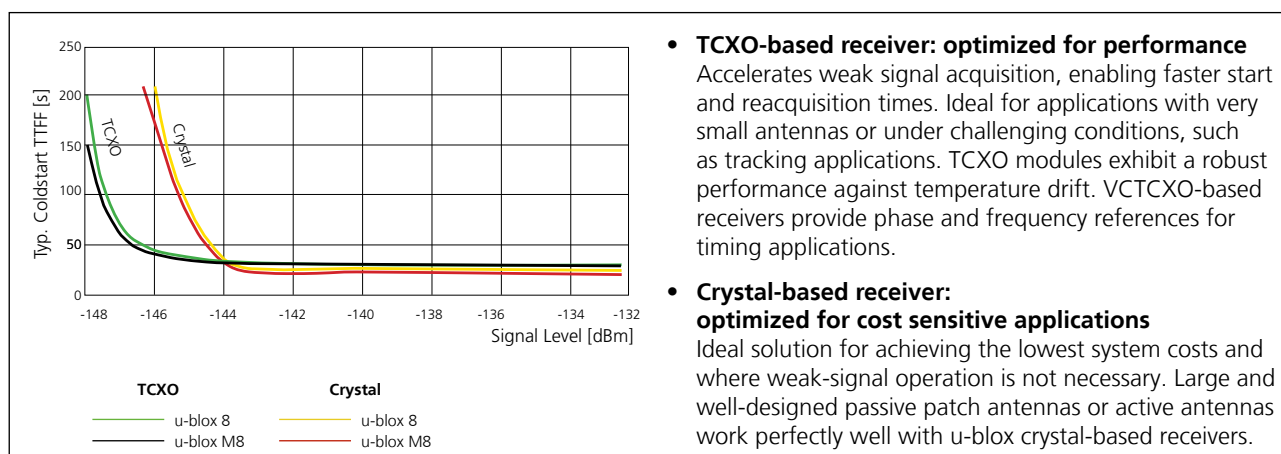 250
200
150
100
50
0
-148
-146
-144
-142
-140
-138
-136
-134
-132
Typ. Coldstart TTFF [s]
Signal Level [dBm]
TCXO
Crystal
TCXO
Crystal
u-blox 8
u-blox 8
u-blox M8
u-blox M8
• TCXO-based receiver: optimized for performance
Accelerates weak signal acquisition, enabling faster start
and reacquisition times. Ideal for applications with very
small antennas or under challenging conditions, such
as tracking applications. TCXO modules exhibit a robust
performance against temperature drift. VCTCXO-based
receivers provide phase and frequency references for
timing applications.
• Crystal-based receiver:
optimized for cost sensitive applications
Ideal solution for achieving the lowest system costs and
where weak-signal operation is not necessary. Large and
well-designed passive patch antennas or active antennas
work perfectly well with u-blox crystal-based receivers.